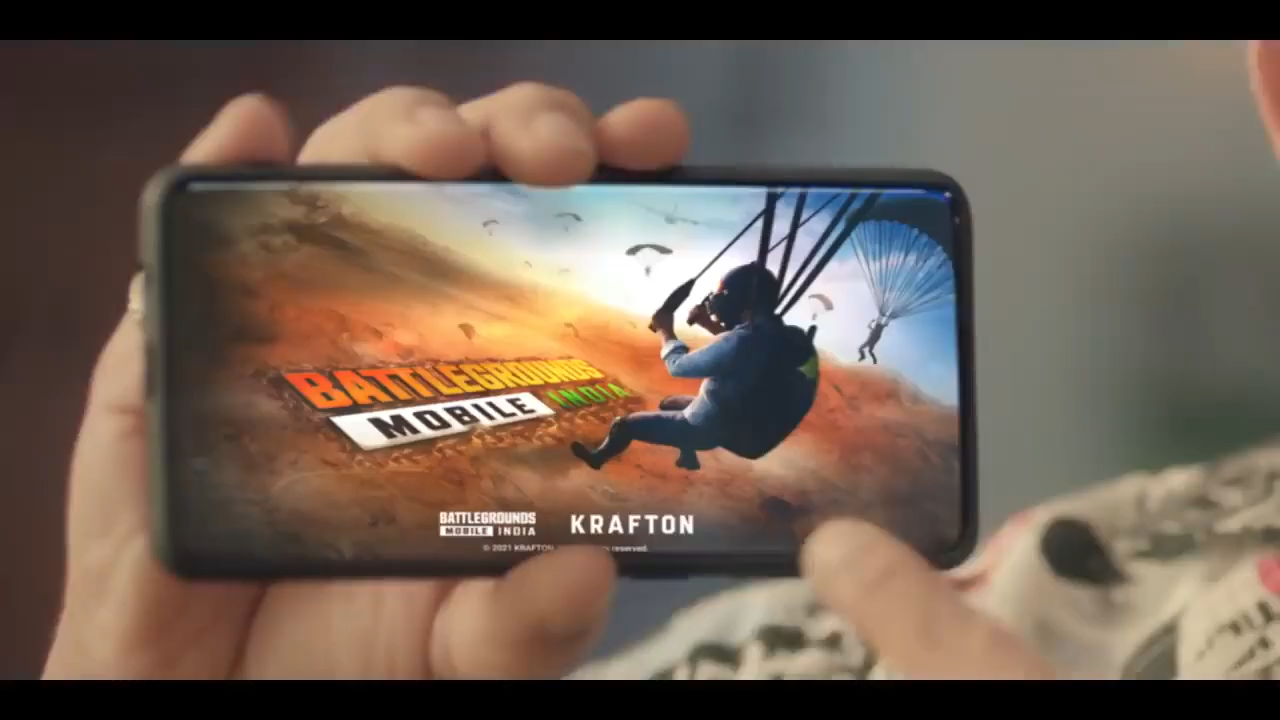 BATTLEGROUNDS
MOBILE INDIA
BATTLEGROUNDS
MOBILE INDIA
KRAFTON
© 2021 KRAFTON
reserved.